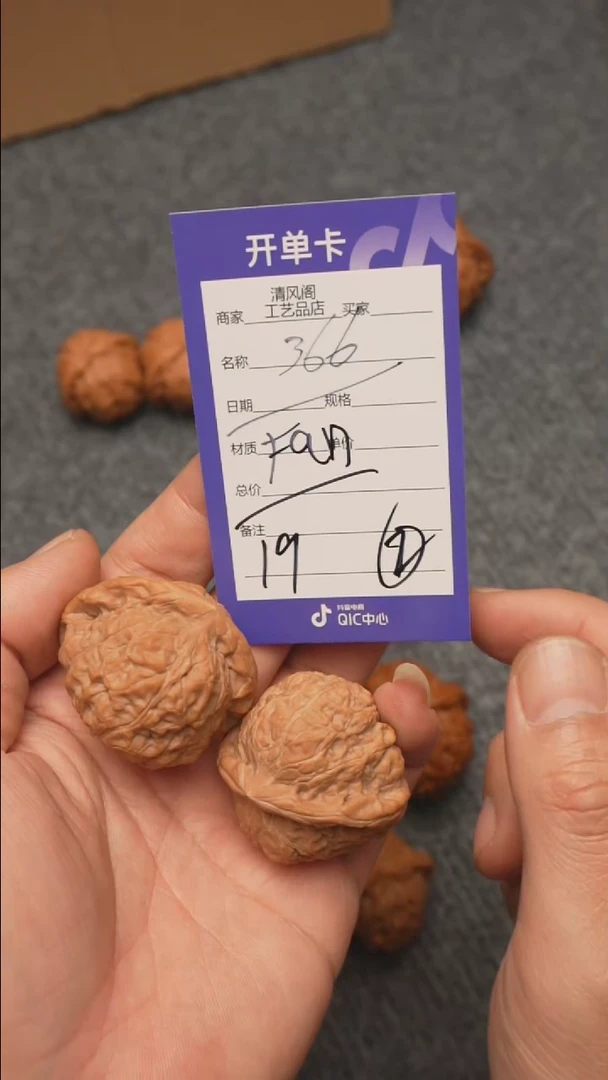 开单卡
清风阁
商家 工艺品店 买家
名称 366
日期 规格
材质 Fan 单价
总价
备注
19
抖音电商
QIC中心